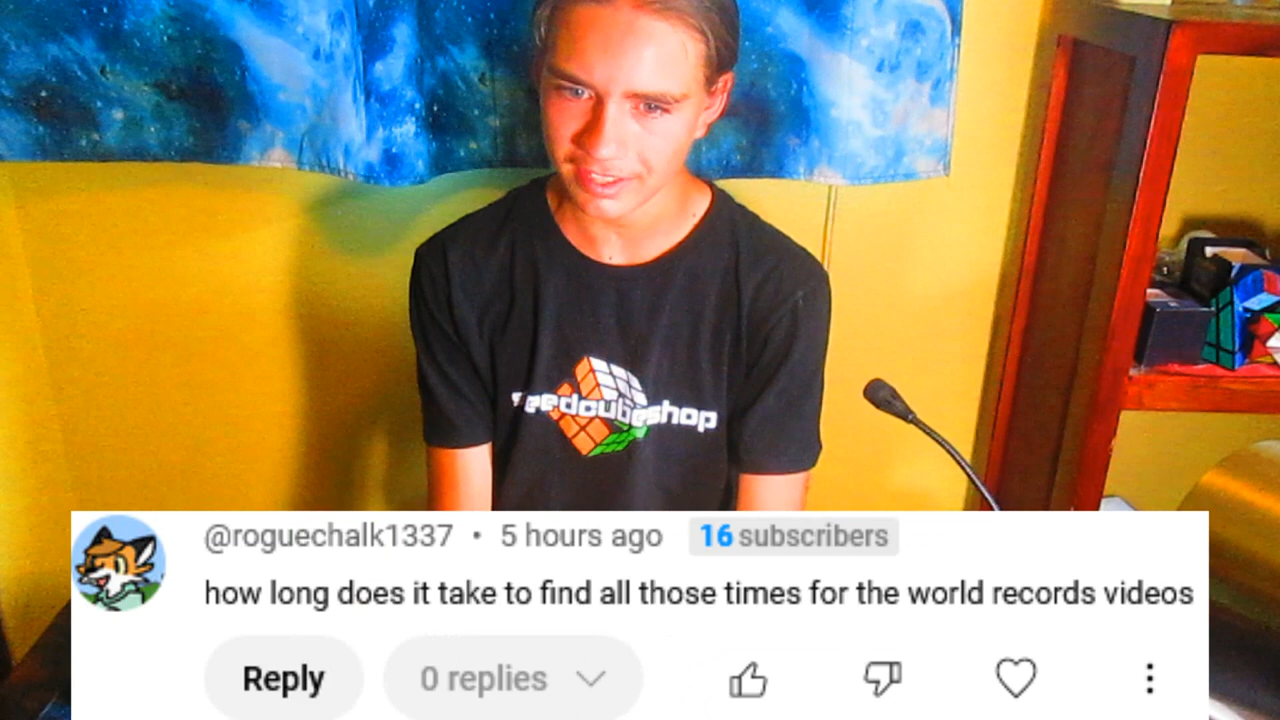 eedcubeshop
@roguechalk1337 • 5 hours ago 16 subscribers
how long does it take to find all those times for the world records videos
Reply 0 replies